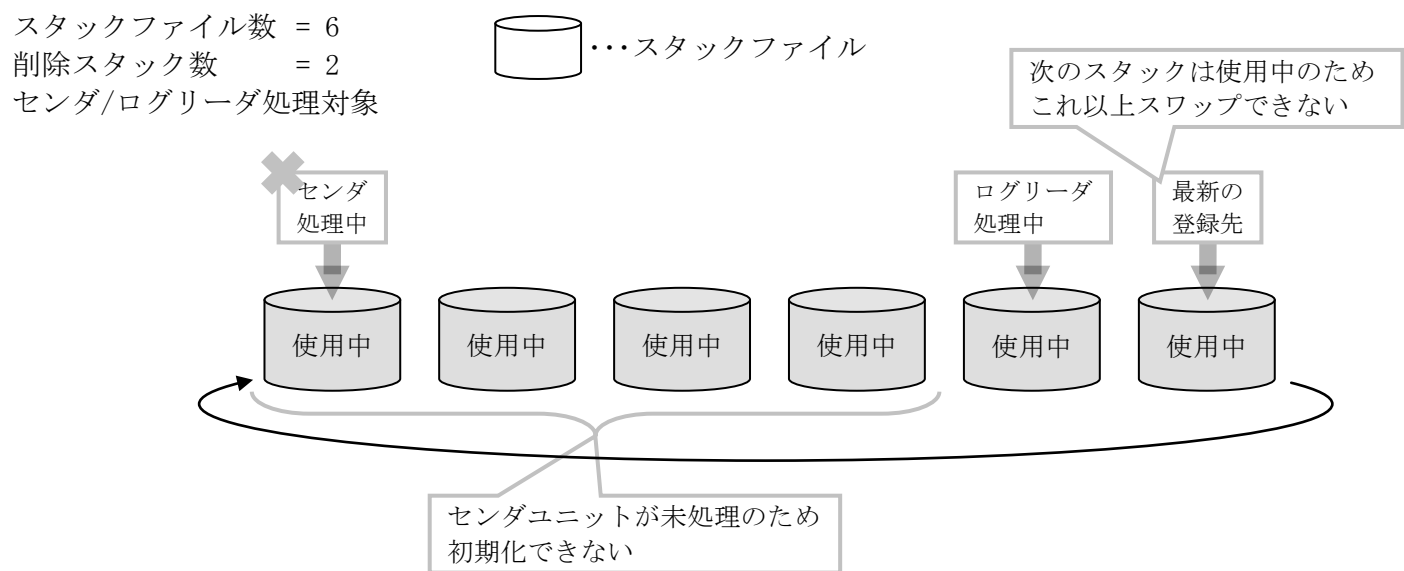 スタックファイル数 = 6
削除スタック数 = 2
センダ/ログリーダ処理対象
･･･スタックファイル
次のスタックは使用中のため
これ以上スワップできない
センダ
処理中
ログリーダ
処理中
最新の
登録先
使用中
使用中
使用中
使用中
使用中
使用中
センダユニットが未処理のため
初期化できない